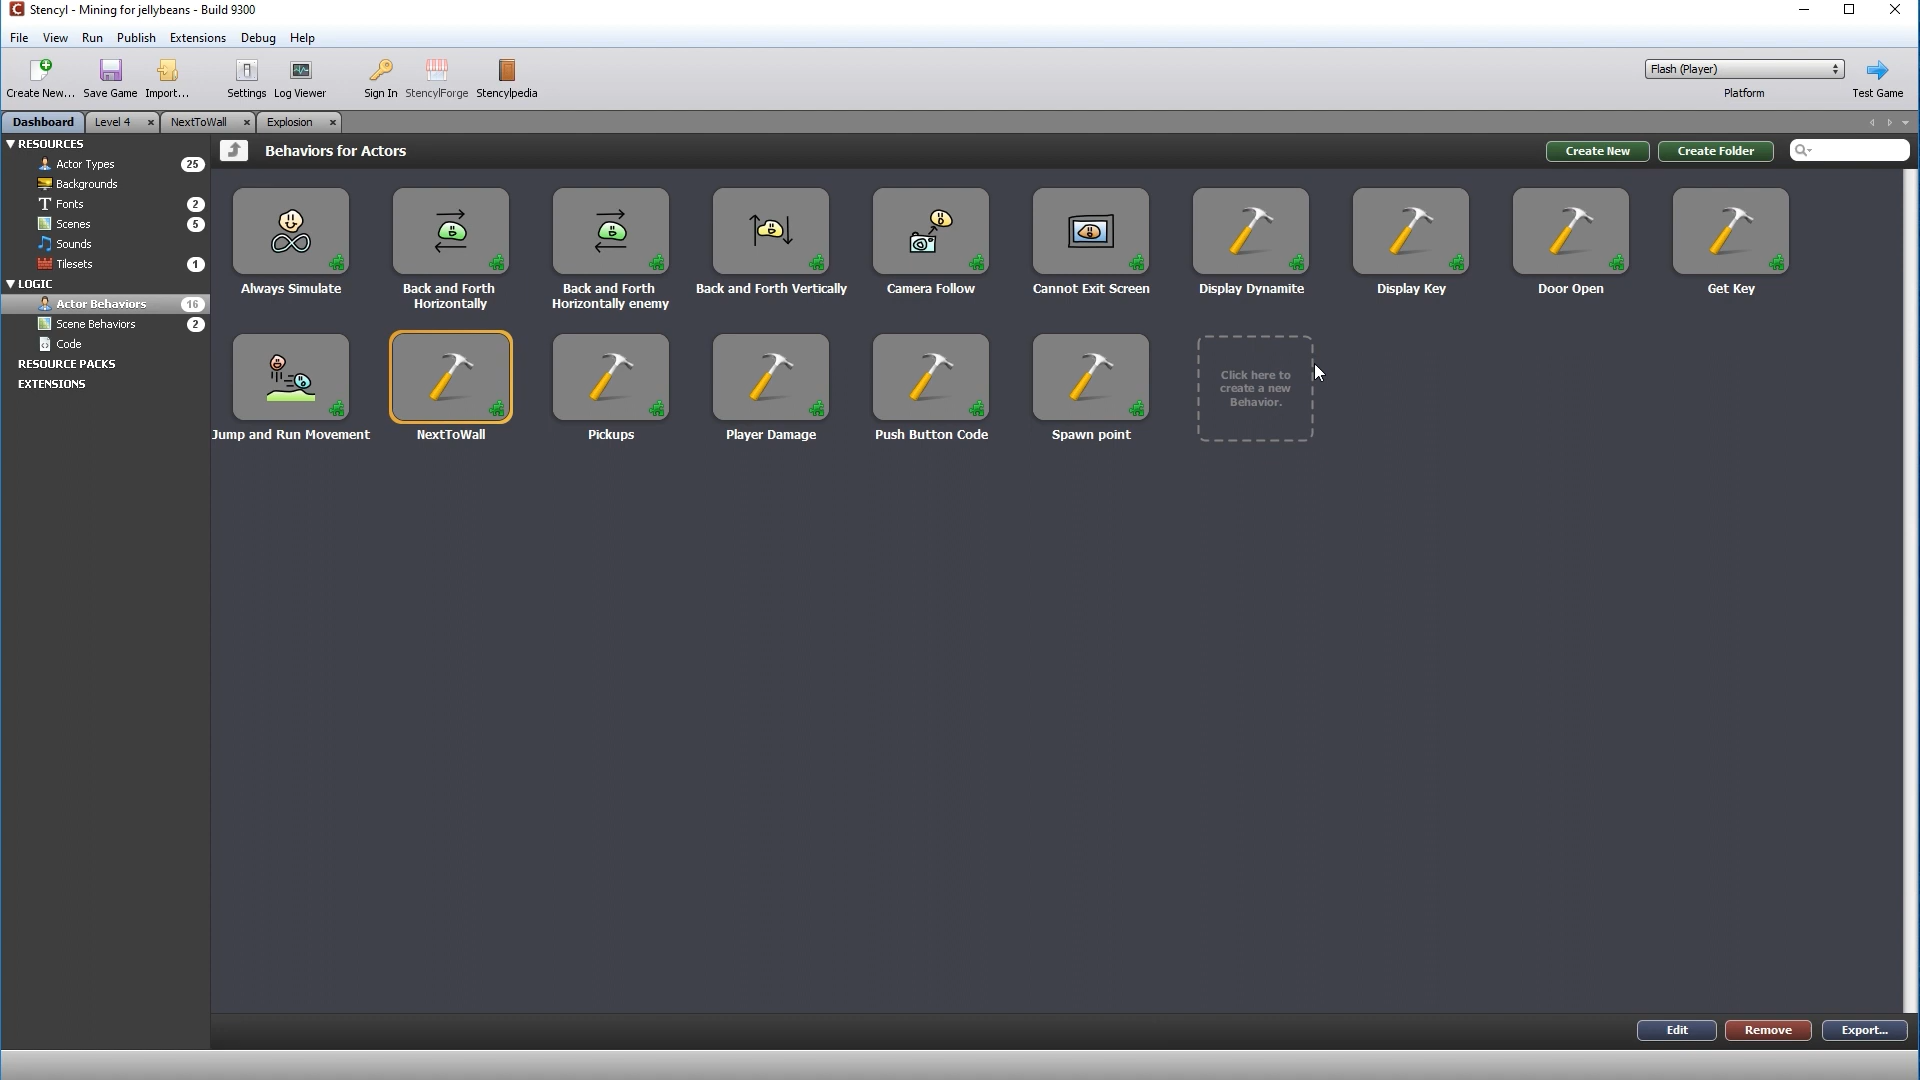 Stencyl - Mining for jellybeans - Build 9300
File View Run Publish Extensions Debug Help
Create New... Save Game Import... Settings Log Viewer Sign In StencylForge Stencylpedia
Flash (Player)
Platform
Test Game
Dashboard Level 4 NextToWall Explosion
RESOURCES
Actor Types 25
Backgrounds
Fonts 2
Scenes 5
Sounds
Tilesets 1
LOGIC
Actor Behaviors 16
Scene Behaviors 2
Code
RESOURCE PACKS
EXTENSIONS
Behaviors for Actors
Create New
Create Folder
Always Simulate
Back and Forth
Horizontally
Back and Forth
Horizontally enemy
Back and Forth Vertically
Camera Follow
Cannot Exit Screen
Display Dynamite
Display Key
Door Open
Get Key
Jump and Run Movement
NextToWall
Pickups
Player Damage
Push Button Code
Spawn point
Click here to
create a new
Behavior.
Edit
Remove
Export...